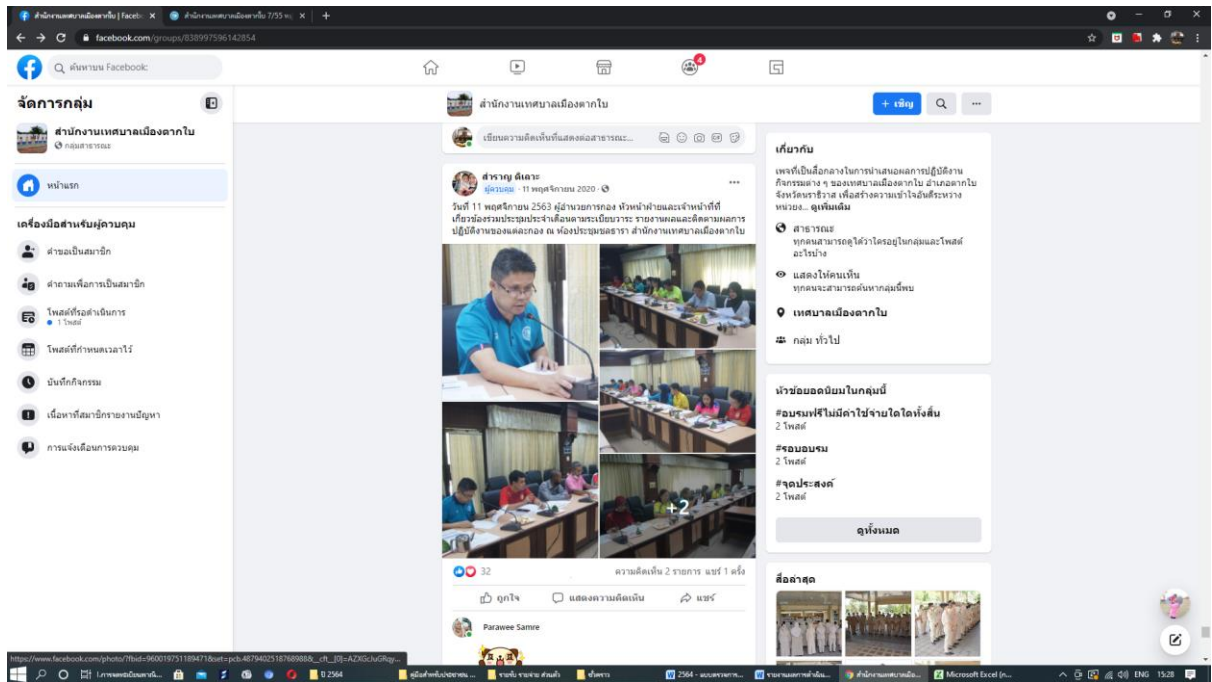 สำนักงานเทศบาลเมืองตากใบ | Facebo
สำนักงานเทศบาลเมืองตากใบ 7/55 หมู่
facebook.com/groups/838997596142854
ค้นหาบน Facebook:
4
จัดการกลุ่ม
สำนักงานเทศบาลเมืองตากใบ
กลุ่มสาธารณะ
หน้าแรก
เครื่องมือสำหรับผู้ควบคุม
คำขอเป็นสมาชิก
คำถามเพื่อการเป็นสมาชิก
โพสต์ที่รอดำเนินการ
1 โพสต์
โพสต์ที่กำหนดเวลาไว้
บันทึกกิจกรรม
เนื้อหาที่สมาชิกรายงานปัญหา
การแจ้งเตือนการควบคุม
สำนักงานเทศบาลเมืองตากใบ
+ เชิญ
เขียนความคิดเห็นที่แสดงต่อสาธารณะ...
สำราญ ดีเลาะ
ผู้ควบคุม · 11 พฤศจิกายน 2020
วันที่ 11 พฤศจิกายน 2563 ผู้อำนวยการกอง หัวหน้าฝ่ายและเจ้าหน้าที่ที่
เกี่ยวข้องร่วมประชุมประจำเดือนตามระเบียบวาระ รายงานผลและติดตามผลการ
ปฏิบัติงานของแต่ละกอง ณ ห้องประชุมชลธารา สำนักงานเทศบาลเมืองตากใบ
+2
32
ความคิดเห็น 2 รายการ แชร์ 1 ครั้ง
ถูกใจ
แสดงความคิดเห็น
แชร์
Parawee Samre
เกี่ยวกับ
เพจที่เป็นสื่อกลางในการนำเสนอผลการปฏิบัติงาน
กิจกรรมต่าง ๆ ของเทศบาลเมืองตากใบ อำเภอตากใบ
จังหวัดนราธิวาส เพื่อสร้างความเข้าใจอันดีระหว่าง
หน่วยง... ดูเพิ่มเติม
สาธารณะ
ทุกคนสามารถดูได้ว่าใครอยู่ในกลุ่มและโพสต์
อะไรบ้าง
แสดงให้คนเห็น
ทุกคนจะสามารถค้นหากลุ่มนี้พบ
เทศบาลเมืองตากใบ
กลุ่ม ทั่วไป
หัวข้อยอดนิยมในกลุ่มนี้
#อบรมฟรีไม่มีค่าใช้จ่ายใดใดทั้งสิ้น
2 โพสต์
#รอบอบรม
2 โพสต์
#จุดประสงค์
2 โพสต์
ดูทั้งหมด
สื่อล่าสุด
ปี 2564
Microsoft Excel (ก...
ENG
15:28